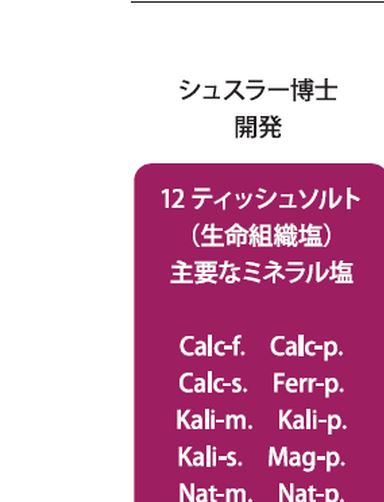 シュスラー博士
開発
12 ティッシュソルト
（生命組織塩）
主要なミネラル塩
Calc-f. Calc-p.
Calc-s. Ferr-p.
Kali-m. Kali-p.
Kali-s. Mag-p.
Nat-m. Nat-p.